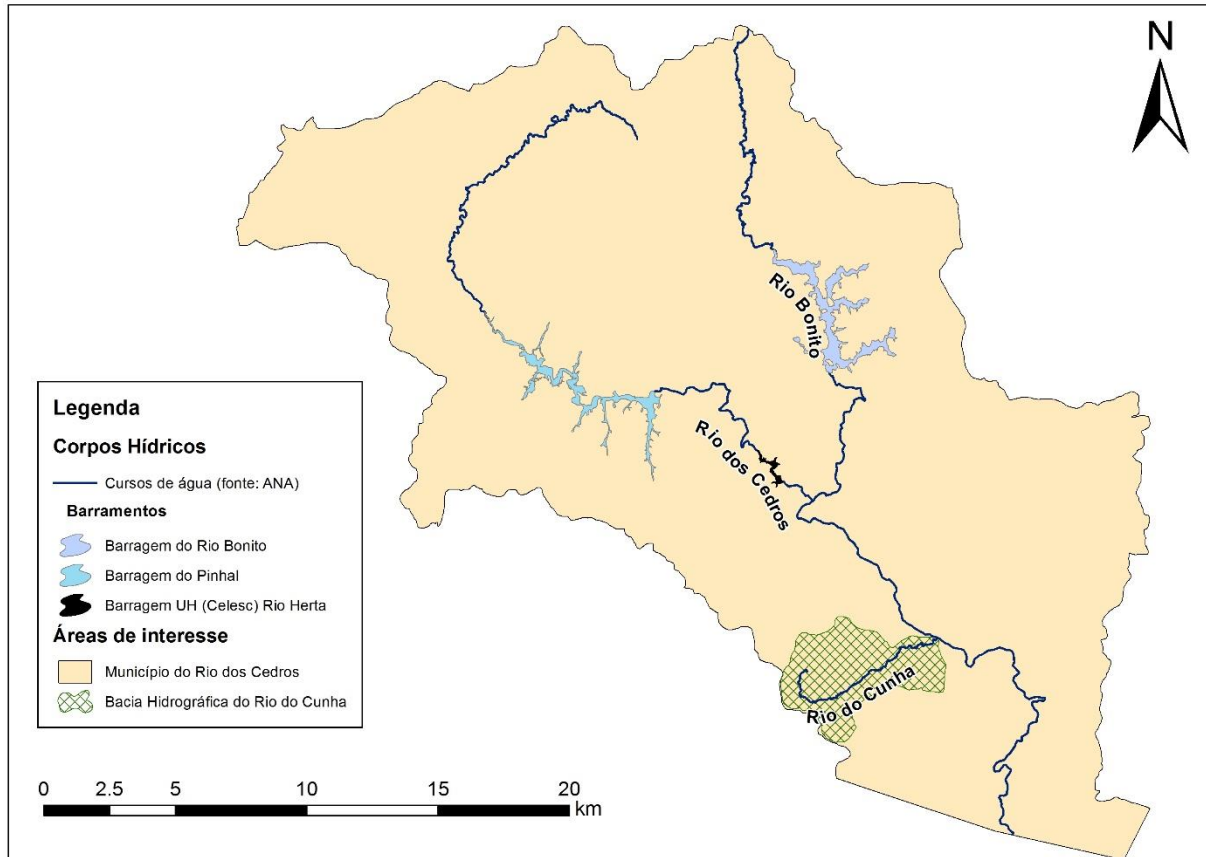 N
Rio Bonito
Rio dos Cedros
Rio do Cunha
Legenda
Corpos Hídricos
Cursos de água (fonte: ANA)
Barramentos
Barragem do Rio Bonito
Barragem do Pinhal
Barragem UH (Celesc) Rio Herta
Áreas de interesse
Município do Rio dos Cedros
Bacia Hidrográfica do Rio do Cunha
0 2.5 5 10 15 20
km